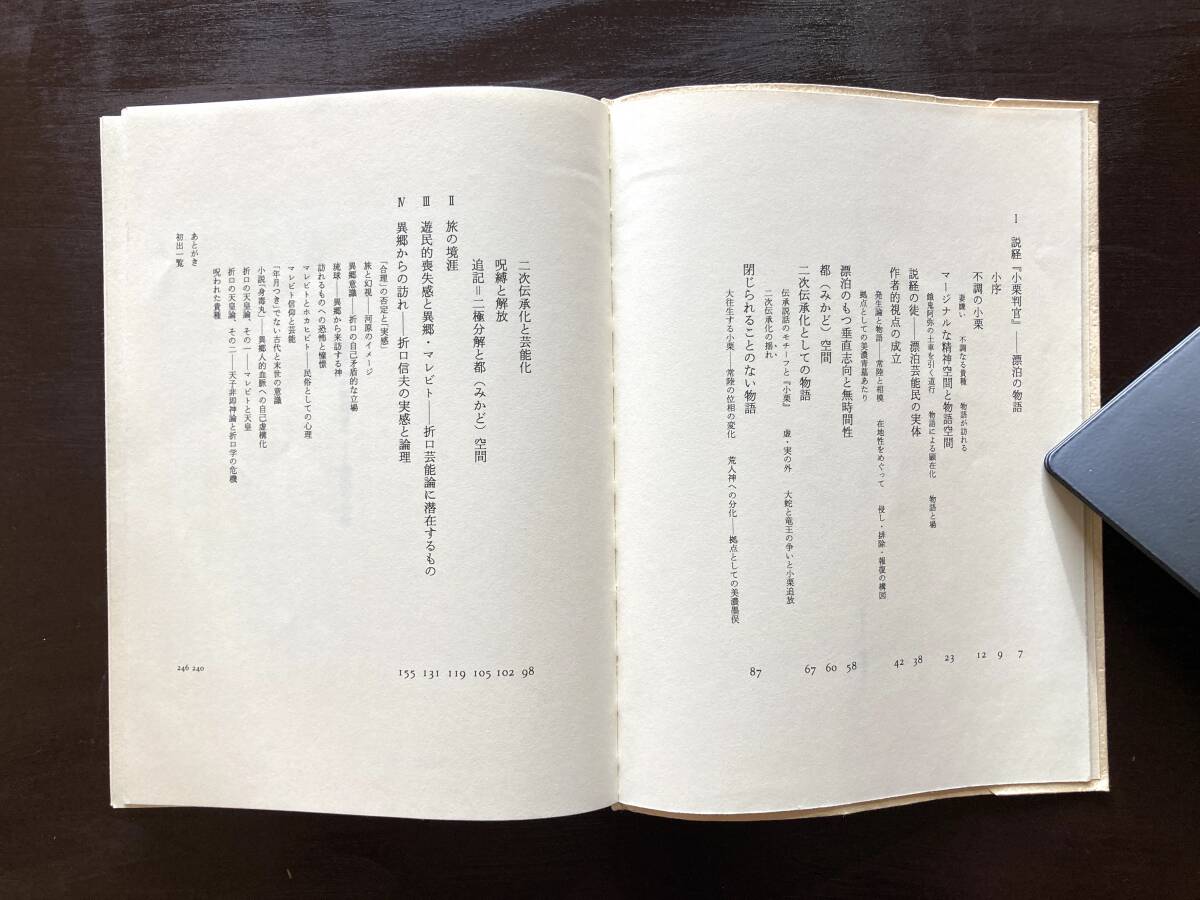 Ⅰ 説経『小栗判官』――漂泊の物語 7
小序 9
不調の小栗 12
妻嫌い 不調なる貴種 物語が訪れる
マージナルな精神空間と物語空間 23
餓鬼阿弥の土車を引く道行 物語による顕在化 物語と場
説経の徒――漂泊芸能民の実体 38
作者的視点の成立 42
発生論と物語――常陸と相模 在地性をめぐって 侵し・排除・報復の構図
拠点としての美濃青墓あたり
漂泊のもつ垂直志向と無時間性 58
都（みかど）空間 60
二次伝承化としての物語 67
伝承説話のモチーフと『小栗』 虚・実の外 大蛇と竜王の争いと小栗追放
二次伝承化の揺れ
閉じられることのない物語 87
大往生する小栗――常陸の位相の変化 荒人神への分化――拠点としての美濃墨俣
二次伝承化と芸能化 98
呪縛と解放 102
追記＝二極分解と都（みかど）空間 105
Ⅱ 旅の境涯 119
Ⅲ 遊民的喪失感と異郷・マレビト――折口芸能論に潜在するもの 131
Ⅳ 異郷からの訪れ――折口信夫の実感と論理 155
「合理」の否定と「実感」
旅と幻視――河原のイメージ
異郷意識――折口の自己矛盾的な立場
琉球――異郷から来訪する神
訪れるものへの恐怖と憧憬
マレビトとホカヒビト――民俗としての心理
マレビト信仰と芸能
「年月つき」でない古代と末世の意識
小説「身毒丸」――異郷人的血脈への自己虚構化
折口の天皇論、その一――マレビトと天皇
折口の天皇論、その二――天子非即神論と折口学の危機
呪われた貴種
あとがき 240
初出一覧 246